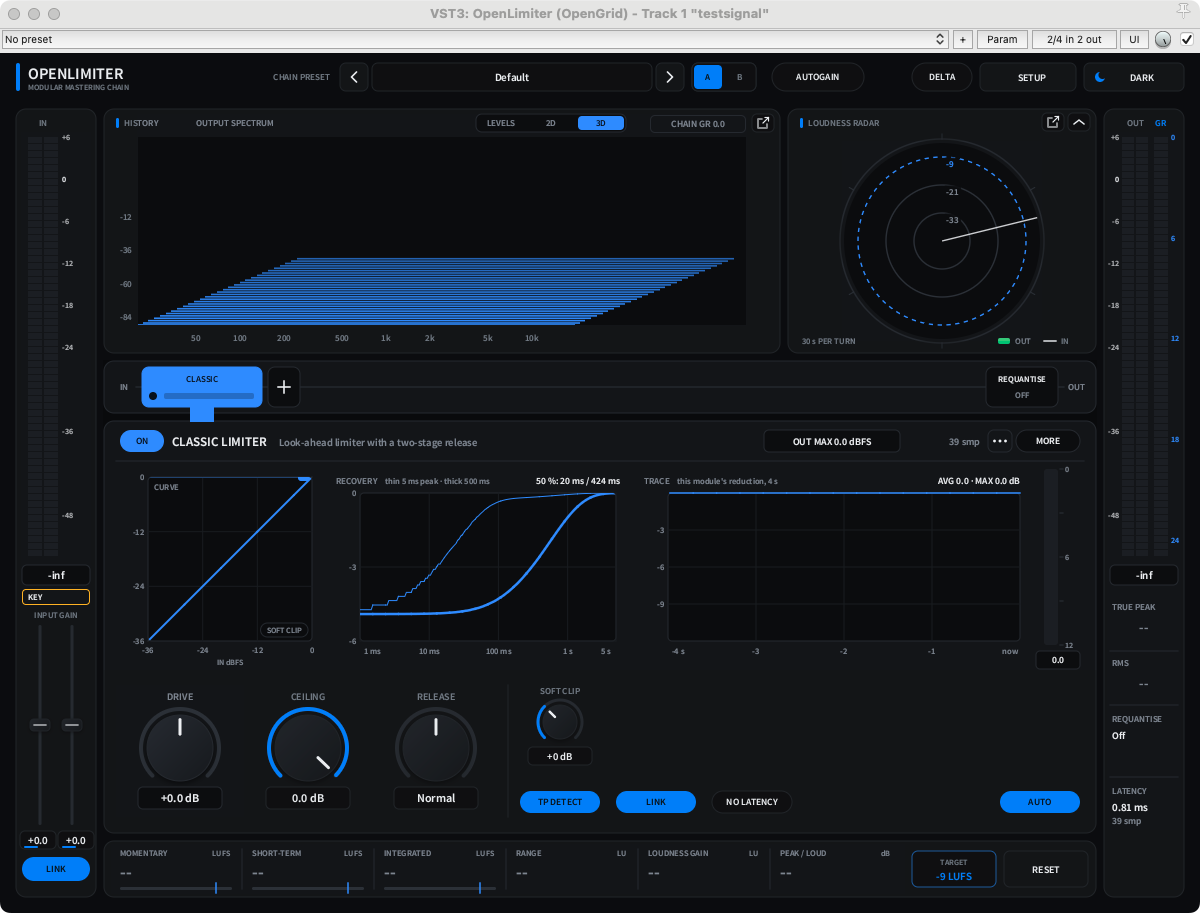 VST3: OpenLimiter (OpenGrid) - Track 1 "testsignal"
No preset
+
Param
2/4 in 2 out
UI
OPENLIMITER
MODULAR MASTERING CHAIN
CHAIN PRESET
Default
A
B
AUTOGAIN
DELTA
SETUP
DARK
IN
+6
0
-6
-12
-18
-24
-36
-48
-inf
KEY
INPUT GAIN
+0.0
+0.0
LINK
HISTORY
OUTPUT SPECTRUM
LEVELS
2D
3D
CHAIN GR 0.0
-12
-36
-60
-84
50
100
200
500
1k
2k
5k
10k
LOUDNESS RADAR
-9
-21
-33
30 s PER TURN
OUT
IN
IN
CLASSIC
+
REQUANTISE
OFF
OUT
ON
CLASSIC LIMITER
Look-ahead limiter with a two-stage release
OUT MAX 0.0 dBFS
39 smp
•••
MORE
CURVE
0
-12
-24
-36
SOFT CLIP
-36
-24
-12
0
IN dBFS
RECOVERY
thin 5 ms peak · thick 500 ms
50 %: 20 ms / 424 ms
0
-3
-6
1 ms
10 ms
100 ms
1 s
5 s
TRACE
this module's reduction, 4 s
AVG 0.0 · MAX 0.0 dB
0
-3
-6
-9
-4 s
-3
-2
-1
now
0
6
12
0.0
DRIVE
+0.0 dB
CEILING
0.0 dB
RELEASE
Normal
SOFT CLIP
+0 dB
TP DETECT
LINK
NO LATENCY
AUTO
MOMENTARY
LUFS
--
SHORT-TERM
LUFS
--
INTEGRATED
LUFS
--
RANGE
LU
--
LOUDNESS GAIN
LU
--
PEAK / LOUD
dB
--
TARGET
-9 LUFS
RESET
OUT
GR
+6
0
-6
-12
-18
-24
-36
-48
0
6
12
18
24
-inf
TRUE PEAK
--
RMS
--
REQUANTISE
Off
LATENCY
0.81 ms
39 smp